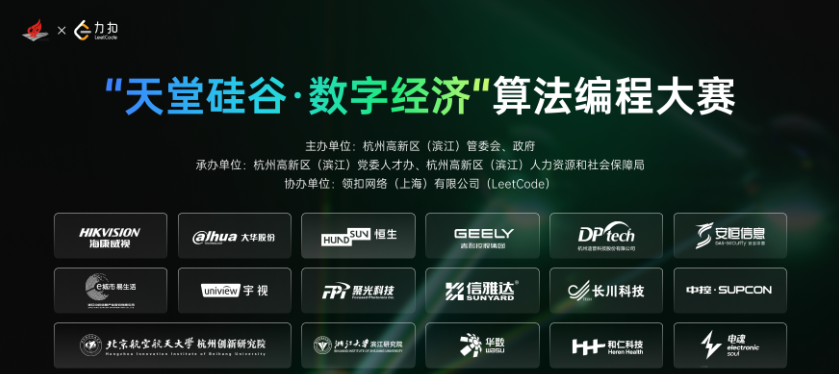 × 力扣
LeetCode
“天堂硅谷·数字经济“算法编程大赛
主办单位：杭州高新区（滨江）管委会、政府
承办单位：杭州高新区（滨江）党委人才办、杭州高新区（滨江）人力资源和社会保障局
协办单位：领扣网络（上海）有限公司（LeetCode）
HIKVISION
海康威视
alhua 大华股份
HUNDSUN 恒生
GEELY
吉利控股集团
DPtech
杭州迪普科技股份有限公司
安恒信息
e城市·易生活
uniview 宇视
FPI 聚光科技
Focused Photonics Inc.
信雅达®
SUNYARD
长川科技
中控·SUPCON
北京航空航天大学 杭州创新研究院
Hangzhou Innovation Institute of Beihang University
浙江大学 滨江研究院
华数
wasu
和仁科技
Heren Health
电魂
electronic
soul